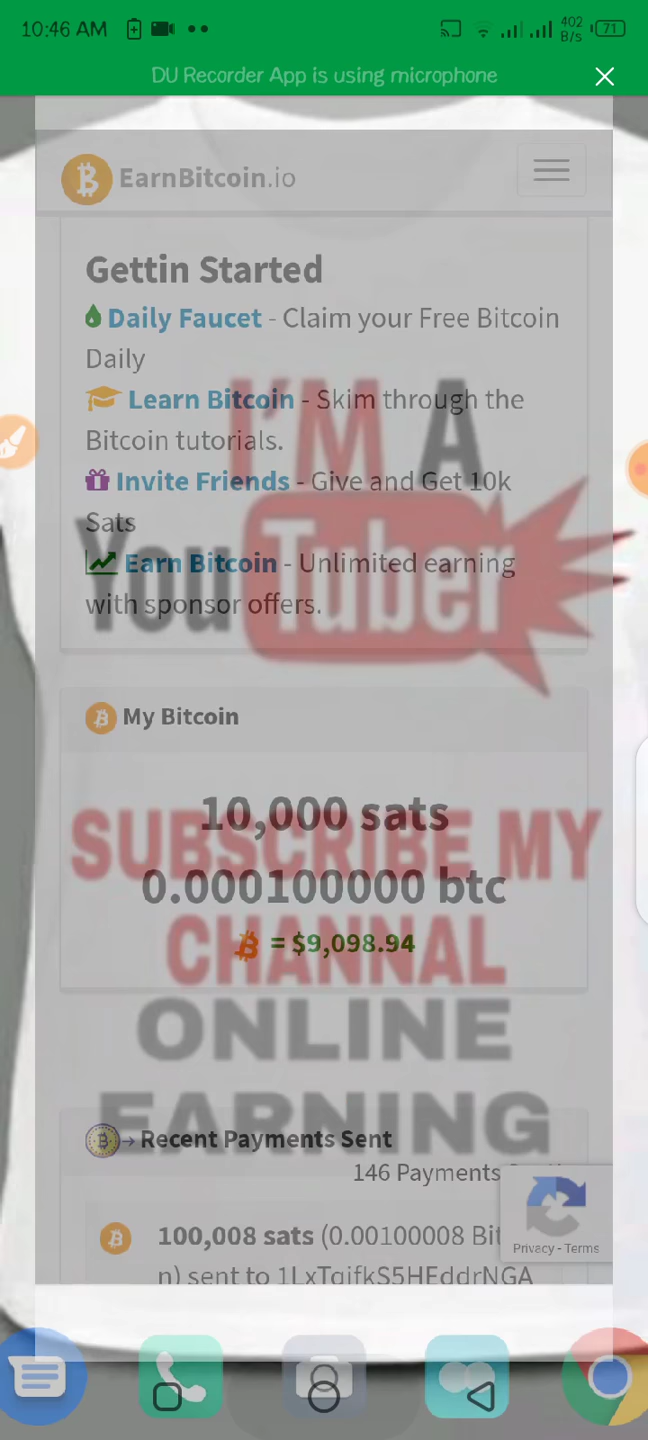 10:46 AM
402
B/s
71
DU Recorder App is using microphone
EarnBitcoin.io
Gettin Started
Daily Faucet - Claim your Free Bitcoin
Daily
Learn Bitcoin - Skim through the
Bitcoin tutorials.
Invite Friends - Give and Get 10k
Sats
Earn Bitcoin - Unlimited earning
with sponsor offers.
I'M A
YouTuber
My Bitcoin
10,000 sats
0.000100000 btc
= $9,098.94
SUBSCRIBE MY
CHANNAL
ONLINE
EARNING
Recent Payments Sent
146 Payments
100,008 sats (0.00100008 Bit
n) sent to 1LxTqifkS5HEddrNGA
Privacy - Terms